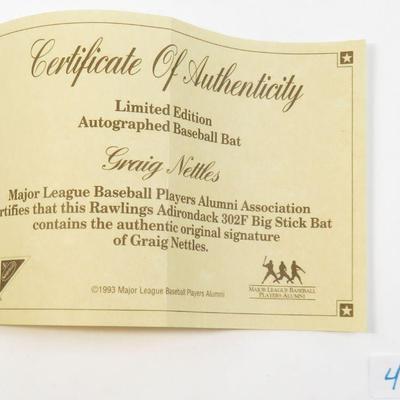 Certificate Of Authenticity
Limited Edition
Autographed Baseball Bat
Graig Nettles
Major League Baseball Players Alumni Association
rtifies that this Rawlings Adirondack 302F Big Stick Bat
contains the authentic original signature
of Graig Nettles.
©1993 Major League Baseball Players Alumni
MAJOR LEAGUE BASEBALL
PLAYERS ALUMNI
4